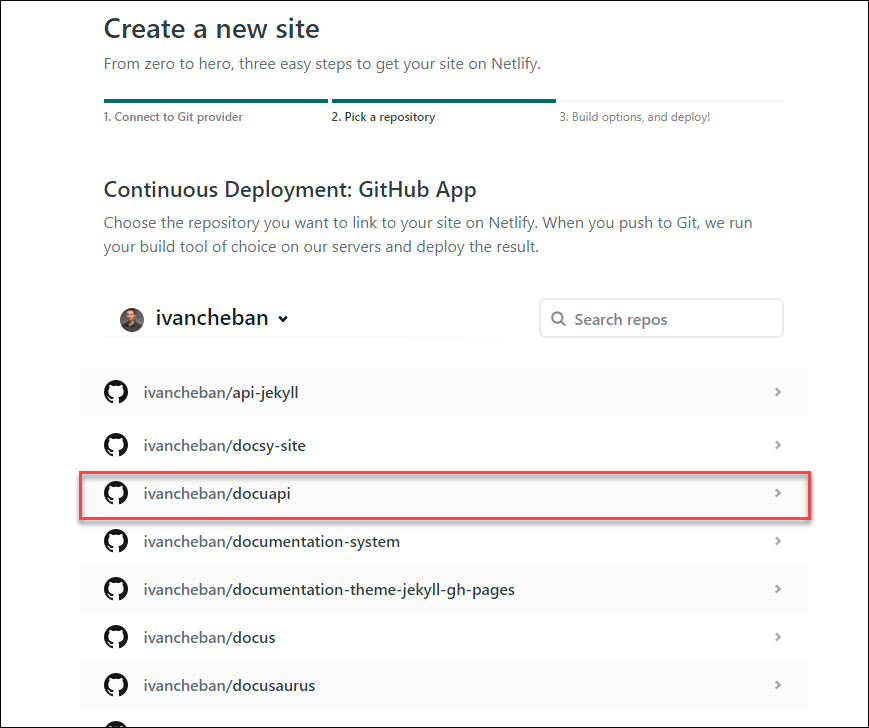 Create a new site
From zero to hero, three easy steps to get your site on Netlify.
1. Connect to Git provider
2. Pick a repository
3. Build options, and deploy!
Continuous Deployment: GitHub App
Choose the repository you want to link to your site on Netlify. When you push to Git, we run
your build tool of choice on our servers and deploy the result.
ivancheban
Search repos
ivancheban/api-jekyll
ivancheban/docsy-site
ivancheban/docuapi
ivancheban/documentation-system
ivancheban/documentation-theme-jekyll-gh-pages
ivancheban/docus
ivancheban/docusaurus